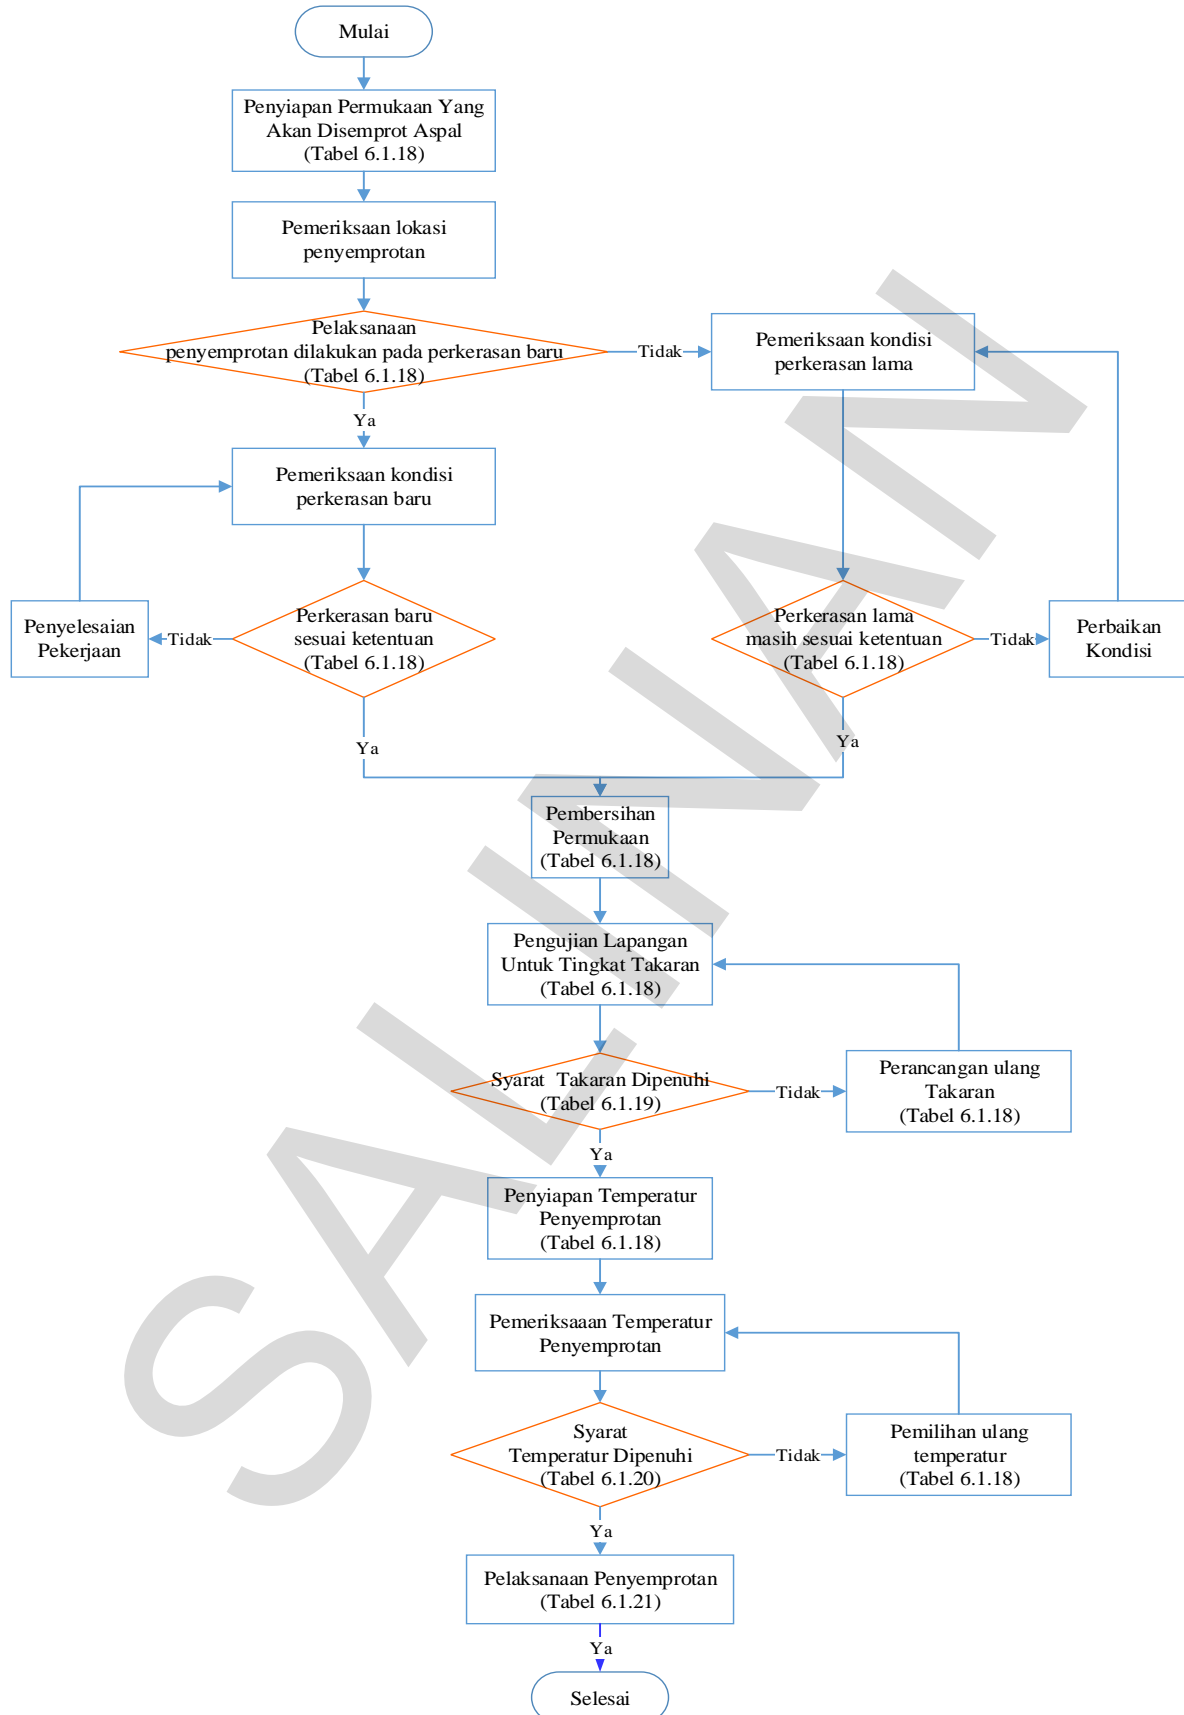 Mulai
Penyiapan Permukaan Yang
Akan Disemprot Aspal
(Tabel 6.1.18)
Pemeriksaan lokasi
penyemprotan
Pelaksanaan
penyemprotan dilakukan pada perkerasan baru
(Tabel 6.1.18)
Tidak
Pemeriksaan kondisi
perkerasan lama
Ya
Pemeriksaan kondisi
perkerasan baru
Penyelesaian
Pekerjaan
Tidak
Perkerasan baru
sesuai ketentuan
(Tabel 6.1.18)
Perkerasan lama
masih sesuai ketentuan
(Tabel 6.1.18)
Tidak
Perbaikan
Kondisi
Ya
Ya
Pembersihan
Permukaan
(Tabel 6.1.18)
Pengujian Lapangan
Untuk Tingkat Takaran
(Tabel 6.1.18)
Syarat  Takaran Dipenuhi
(Tabel 6.1.19)
Tidak
Perancangan ulang
Takaran
(Tabel 6.1.18)
Ya
Penyiapan Temperatur
Penyemprotan
(Tabel 6.1.18)
Pemeriksaaan Temperatur
Penyemprotan
Syarat
Temperatur Dipenuhi
(Tabel 6.1.20)
Tidak
Pemilihan ulang
temperatur
(Tabel 6.1.18)
Ya
Pelaksanaan Penyemprotan
(Tabel 6.1.21)
Ya
Selesai
SALINAN